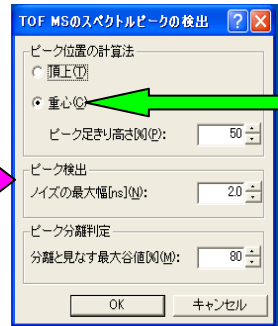 TOF MSのスペクトルピークの検出
ピーク位置の計算法
頂上(T)
重心(C)
ピーク足きり高さ[%](P): 50
ピーク検出
ノイズの最大幅[ns](N): 2.0
ピーク分離判定
分離と見なす最大谷値[%](M): 80
OK キャンセル